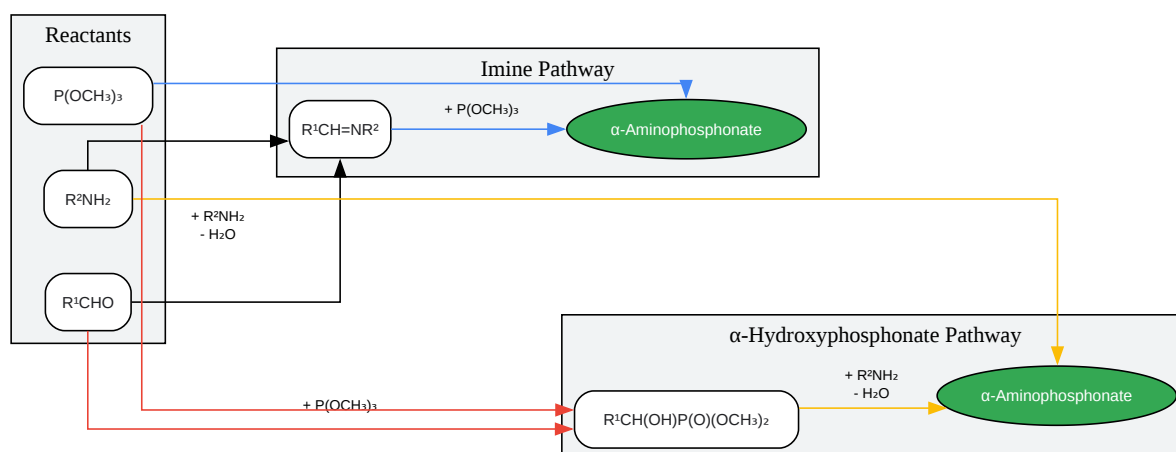 Reactants
P(OCH₃)₃
R²NH₂
R¹CHO
Imine Pathway
R¹CH=NR²
+ P(OCH₃)₃
α-Aminophosphonate
+ R²NH₂
- H₂O
+ P(OCH₃)₃
α-Hydroxyphosphonate Pathway
R¹CH(OH)P(O)(OCH₃)₂
+ R²NH₂
- H₂O
α-Aminophosphonate